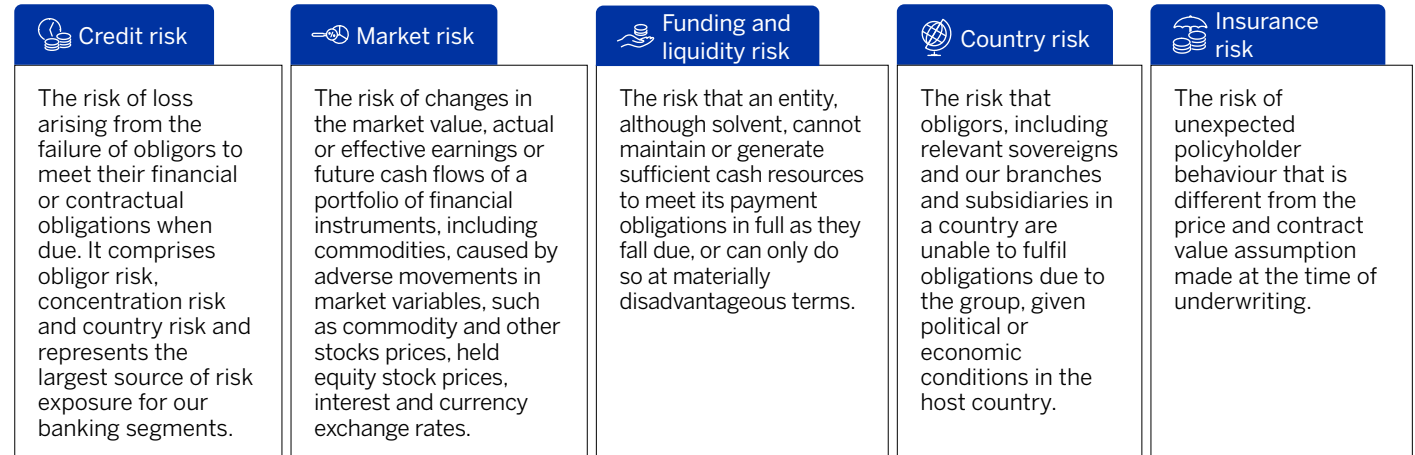 Credit risk
The risk of loss
arising from the
failure of obligors to
meet their financial
or contractual
obligations when
due. It comprises
obligor risk,
concentration risk
and country risk and
represents the
largest source of risk
exposure for our
banking segments.
Market risk
The risk of changes in
the market value, actual
or effective earnings or
future cash flows of a
portfolio of financial
instruments, including
commodities, caused by
adverse movements in
market variables, such
as commodity and other
stocks prices, held
equity stock prices,
interest and currency
exchange rates.
Funding and
liquidity risk
The risk that an entity,
although solvent, cannot
maintain or generate
sufficient cash resources
to meet its payment
obligations in full as they
fall due, or can only do
so at materially
disadvantageous terms.
Country risk
The risk that
obligors, including
relevant sovereigns
and our branches
and subsidiaries in
a country are
unable to fulfil
obligations due to
the group, given
political or
economic
conditions in the
host country.
Insurance
risk
The risk of
unexpected
policyholder
behaviour that is
different from the
price and contract
value assumption
made at the time of
underwriting.